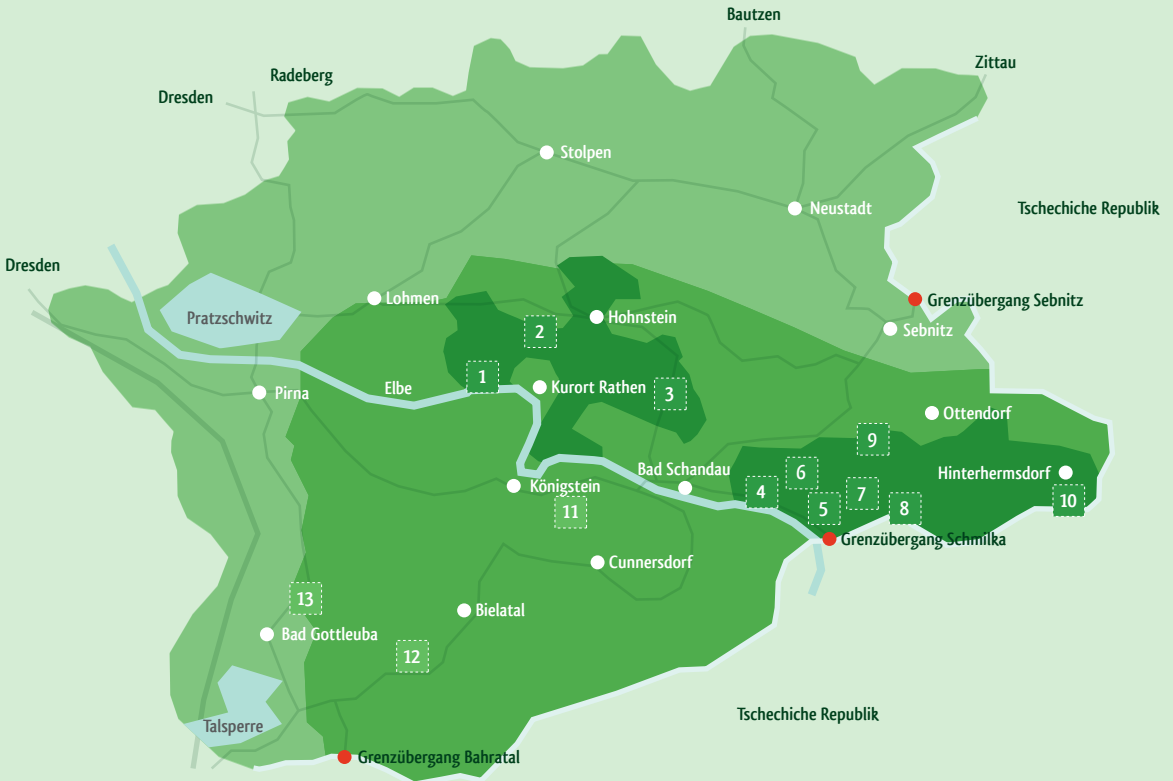 Bautzen
Zittau
Radeberg
Dresden
Stolpen
Neustadt
Tschechiche Republik
Dresden
Lohmen
Grenzübergang Sebnitz
Pratzschwitz
Hohnstein
Sebnitz
2
1
Elbe
Kurort Rathen
3
Pirna
Ottendorf
9
Bad Schandau
6
Hinterhermsdorf
Königstein
4
7
10
11
5
8
Grenzübergang Schmilka
Cunnersdorf
13
Bielatal
Bad Gottleuba
12
Talsperre
Tschechiche Republik
Grenzübergang Bahratal